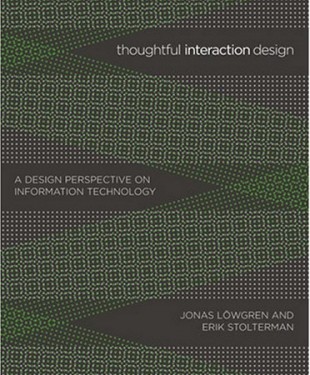 thoughtful interaction design
A DESIGN PERSPECTIVE ON
INFORMATION TECHNOLOGY
JONAS LÖWGREN AND
ERIK STOLTERMAN